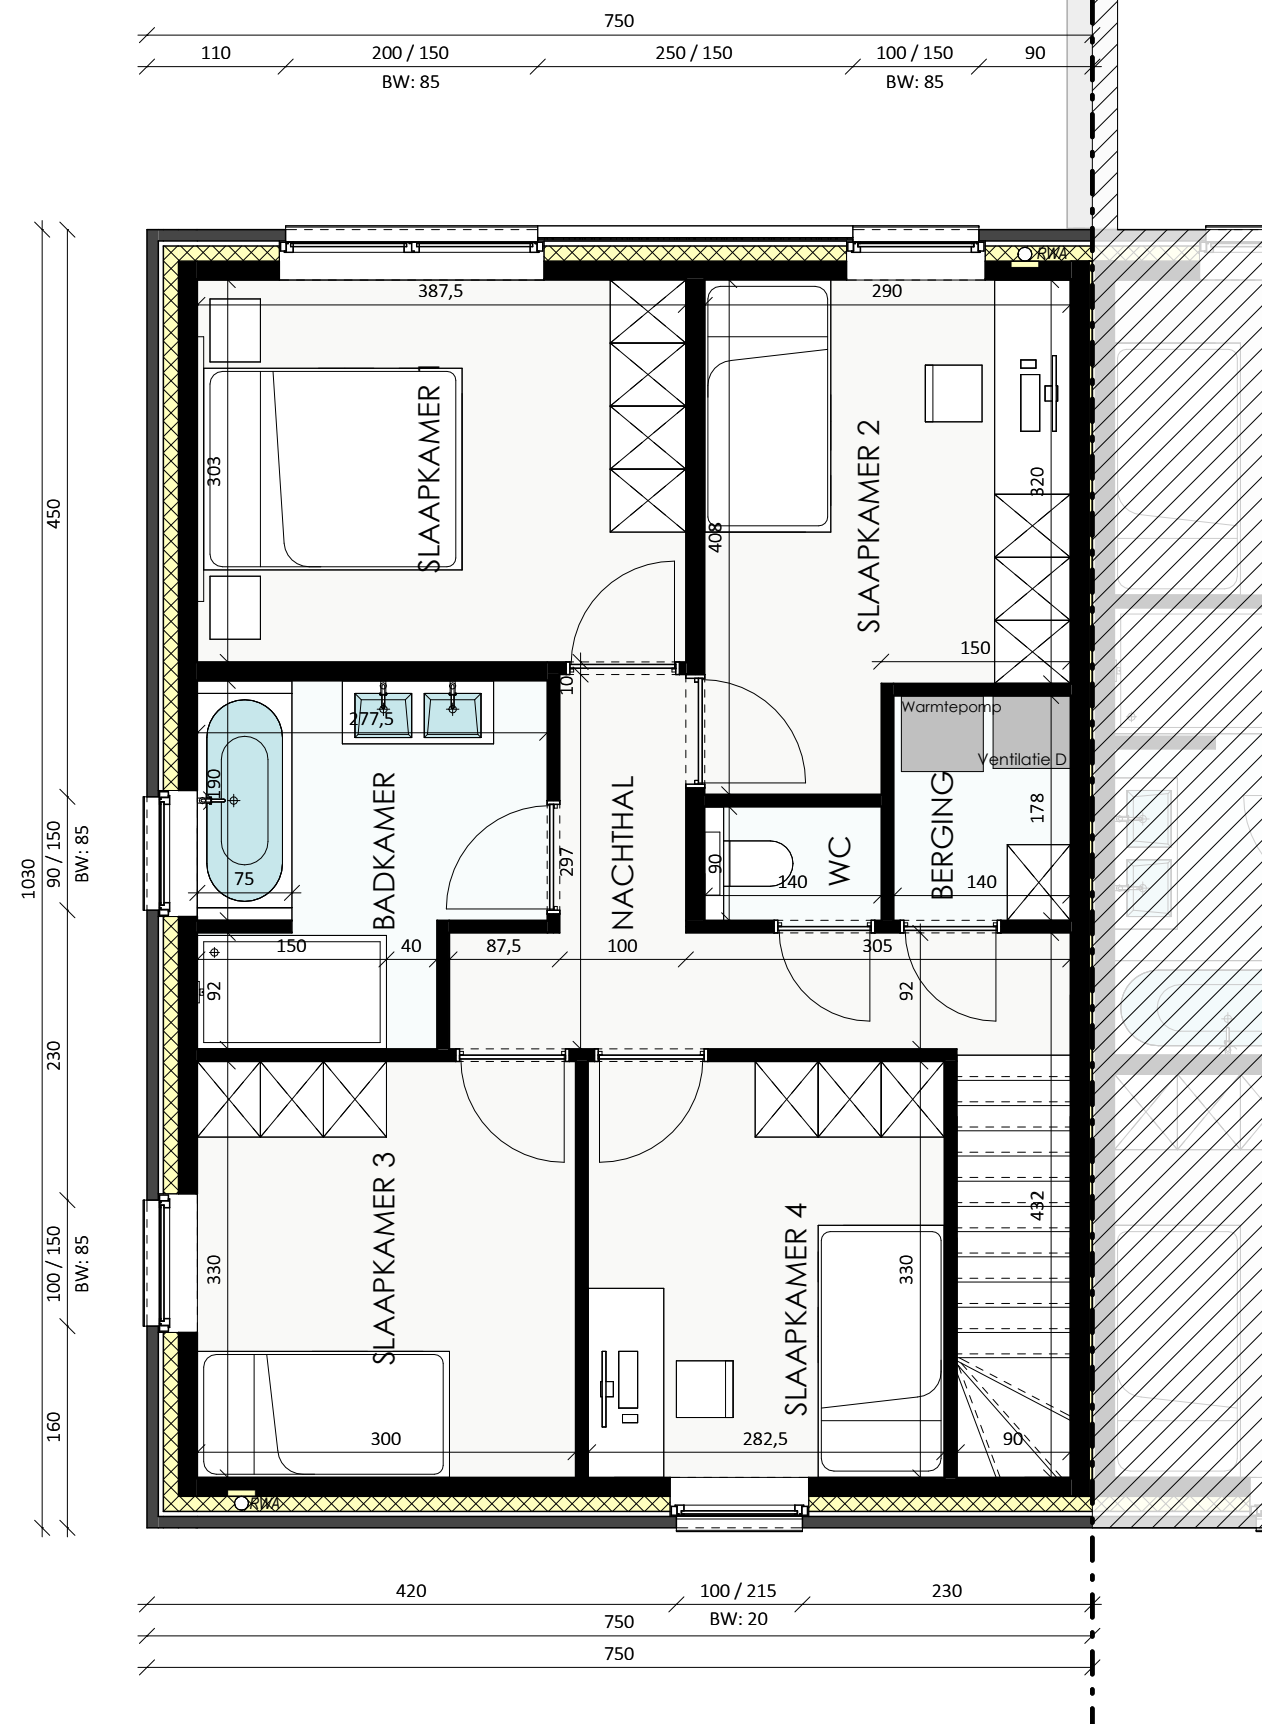 750
110
200 / 150
250 / 150
100 / 150
90
BW: 85
BW: 85
RWA
387,5
290
SLAAPKAMER 1
303
SLAAPKAMER 2
320
408
450
150
10
Warmtepomp
Ventilatie D
277,5
190
BADKAMER
NACHTHAL
297
WC
BERGING
178
90
140
140
75
1030
90 / 150
BW: 85
150
40
87,5
100
305
92
92
230
SLAAPKAMER 3
SLAAPKAMER 4
330
330
432
100 / 150
BW: 85
160
300
282,5
90
RWA
420
100 / 215
230
BW: 20
750
750